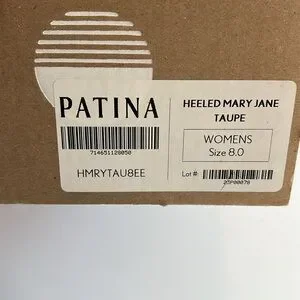 PATINA
714651128050
HMRYTAU8EE
HEELED MARY JANE
TAUPE
WOMENS
Size 8.0
Lot #:
25P00078